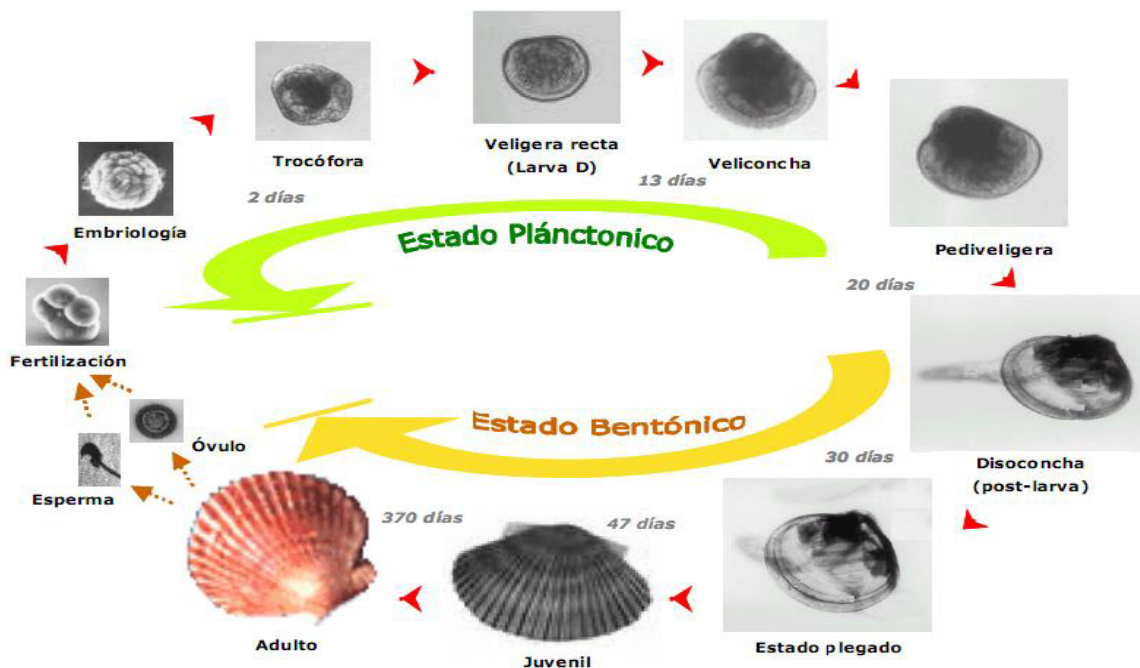 Trocófora
Veligera recta
(Larva D)
Veliconcha
2 días
13 días
Embriología
Estado Plánctonico
Pediveligera
20 días
Fertilización
Estado Bentónico
Óvulo
30 días
Disoconcha
(post-larva)
Esperma
370 días
47 días
Adulto
Juvenil
Estado plegado